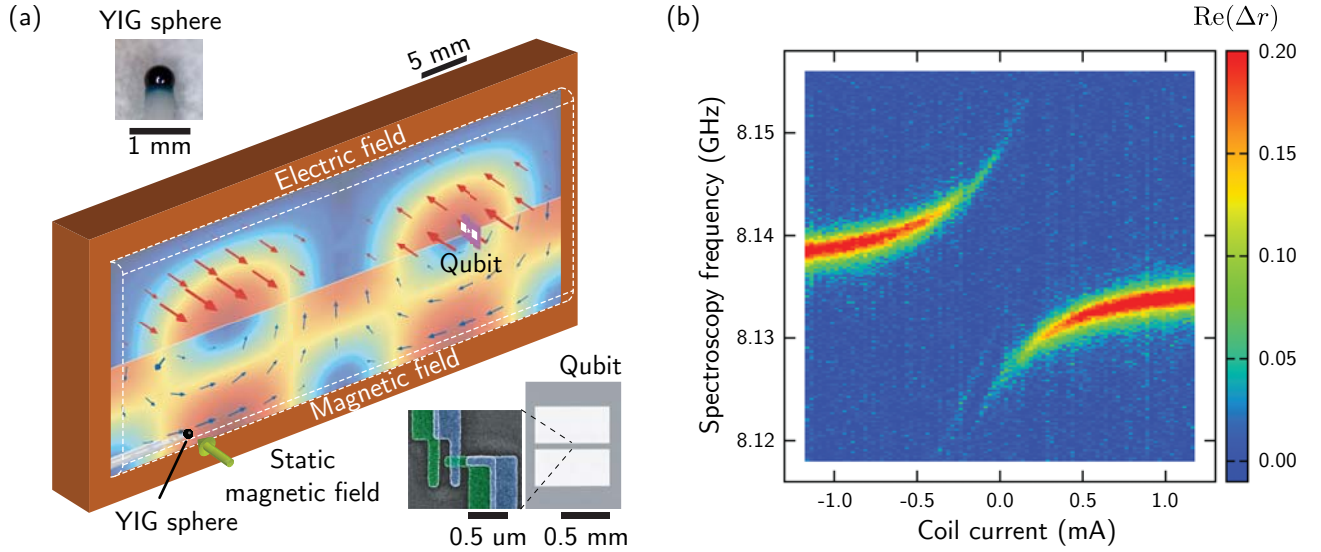 (a)
YIG sphere
1 mm
5 mm
Electric field
Qubit
Magnetic field
Static
magnetic field
YIG sphere
Qubit
0.5 um
0.5 mm
(b)
Re(Δr)
Spectroscopy frequency (GHz)
8.15
8.14
8.13
8.12
-1.0
-0.5
0.0
0.5
1.0
Coil current (mA)
0.20
0.15
0.10
0.05
0.00